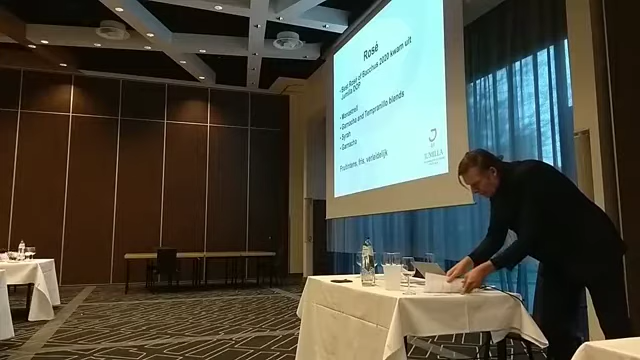 Rosé
- Best Rosé of Bacchus 2020 kwam uit
Jumilla DOP
- Monastrell
- Garnacha and Tempranillo blends
- Syrah
- Garnacha
Fruitintens, fris, verleidelijk
JUMILLA